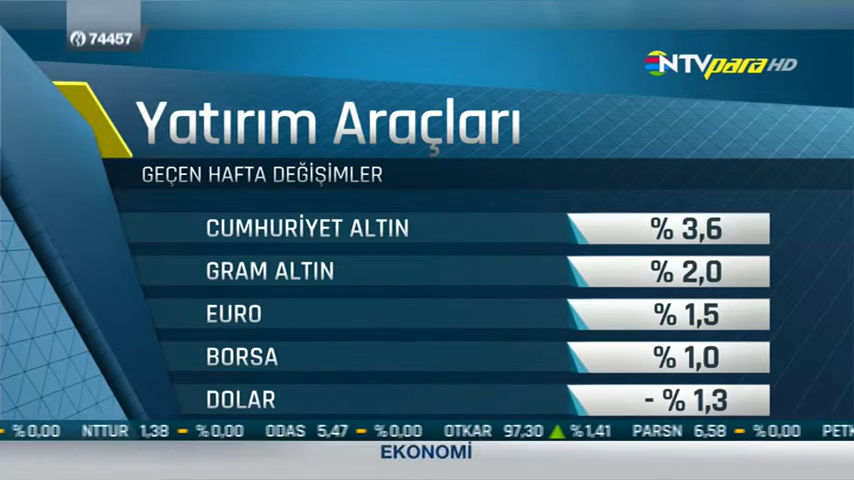 74457
NTVpara HD
Yatırım Araçları
GEÇEN HAFTA DEĞİŞİMLER
CUMHURİYET ALTIN % 3,6
GRAM ALTIN % 2,0
EURO % 1,5
BORSA % 1,0
DOLAR - % 1,3
%0,00 NTTUR 1,38 %0,00 ODAS 5,47 %0,00 OTKAR 97,30 %1,41 PARSN 6,58 %0,00 PETK
EKONOMİ